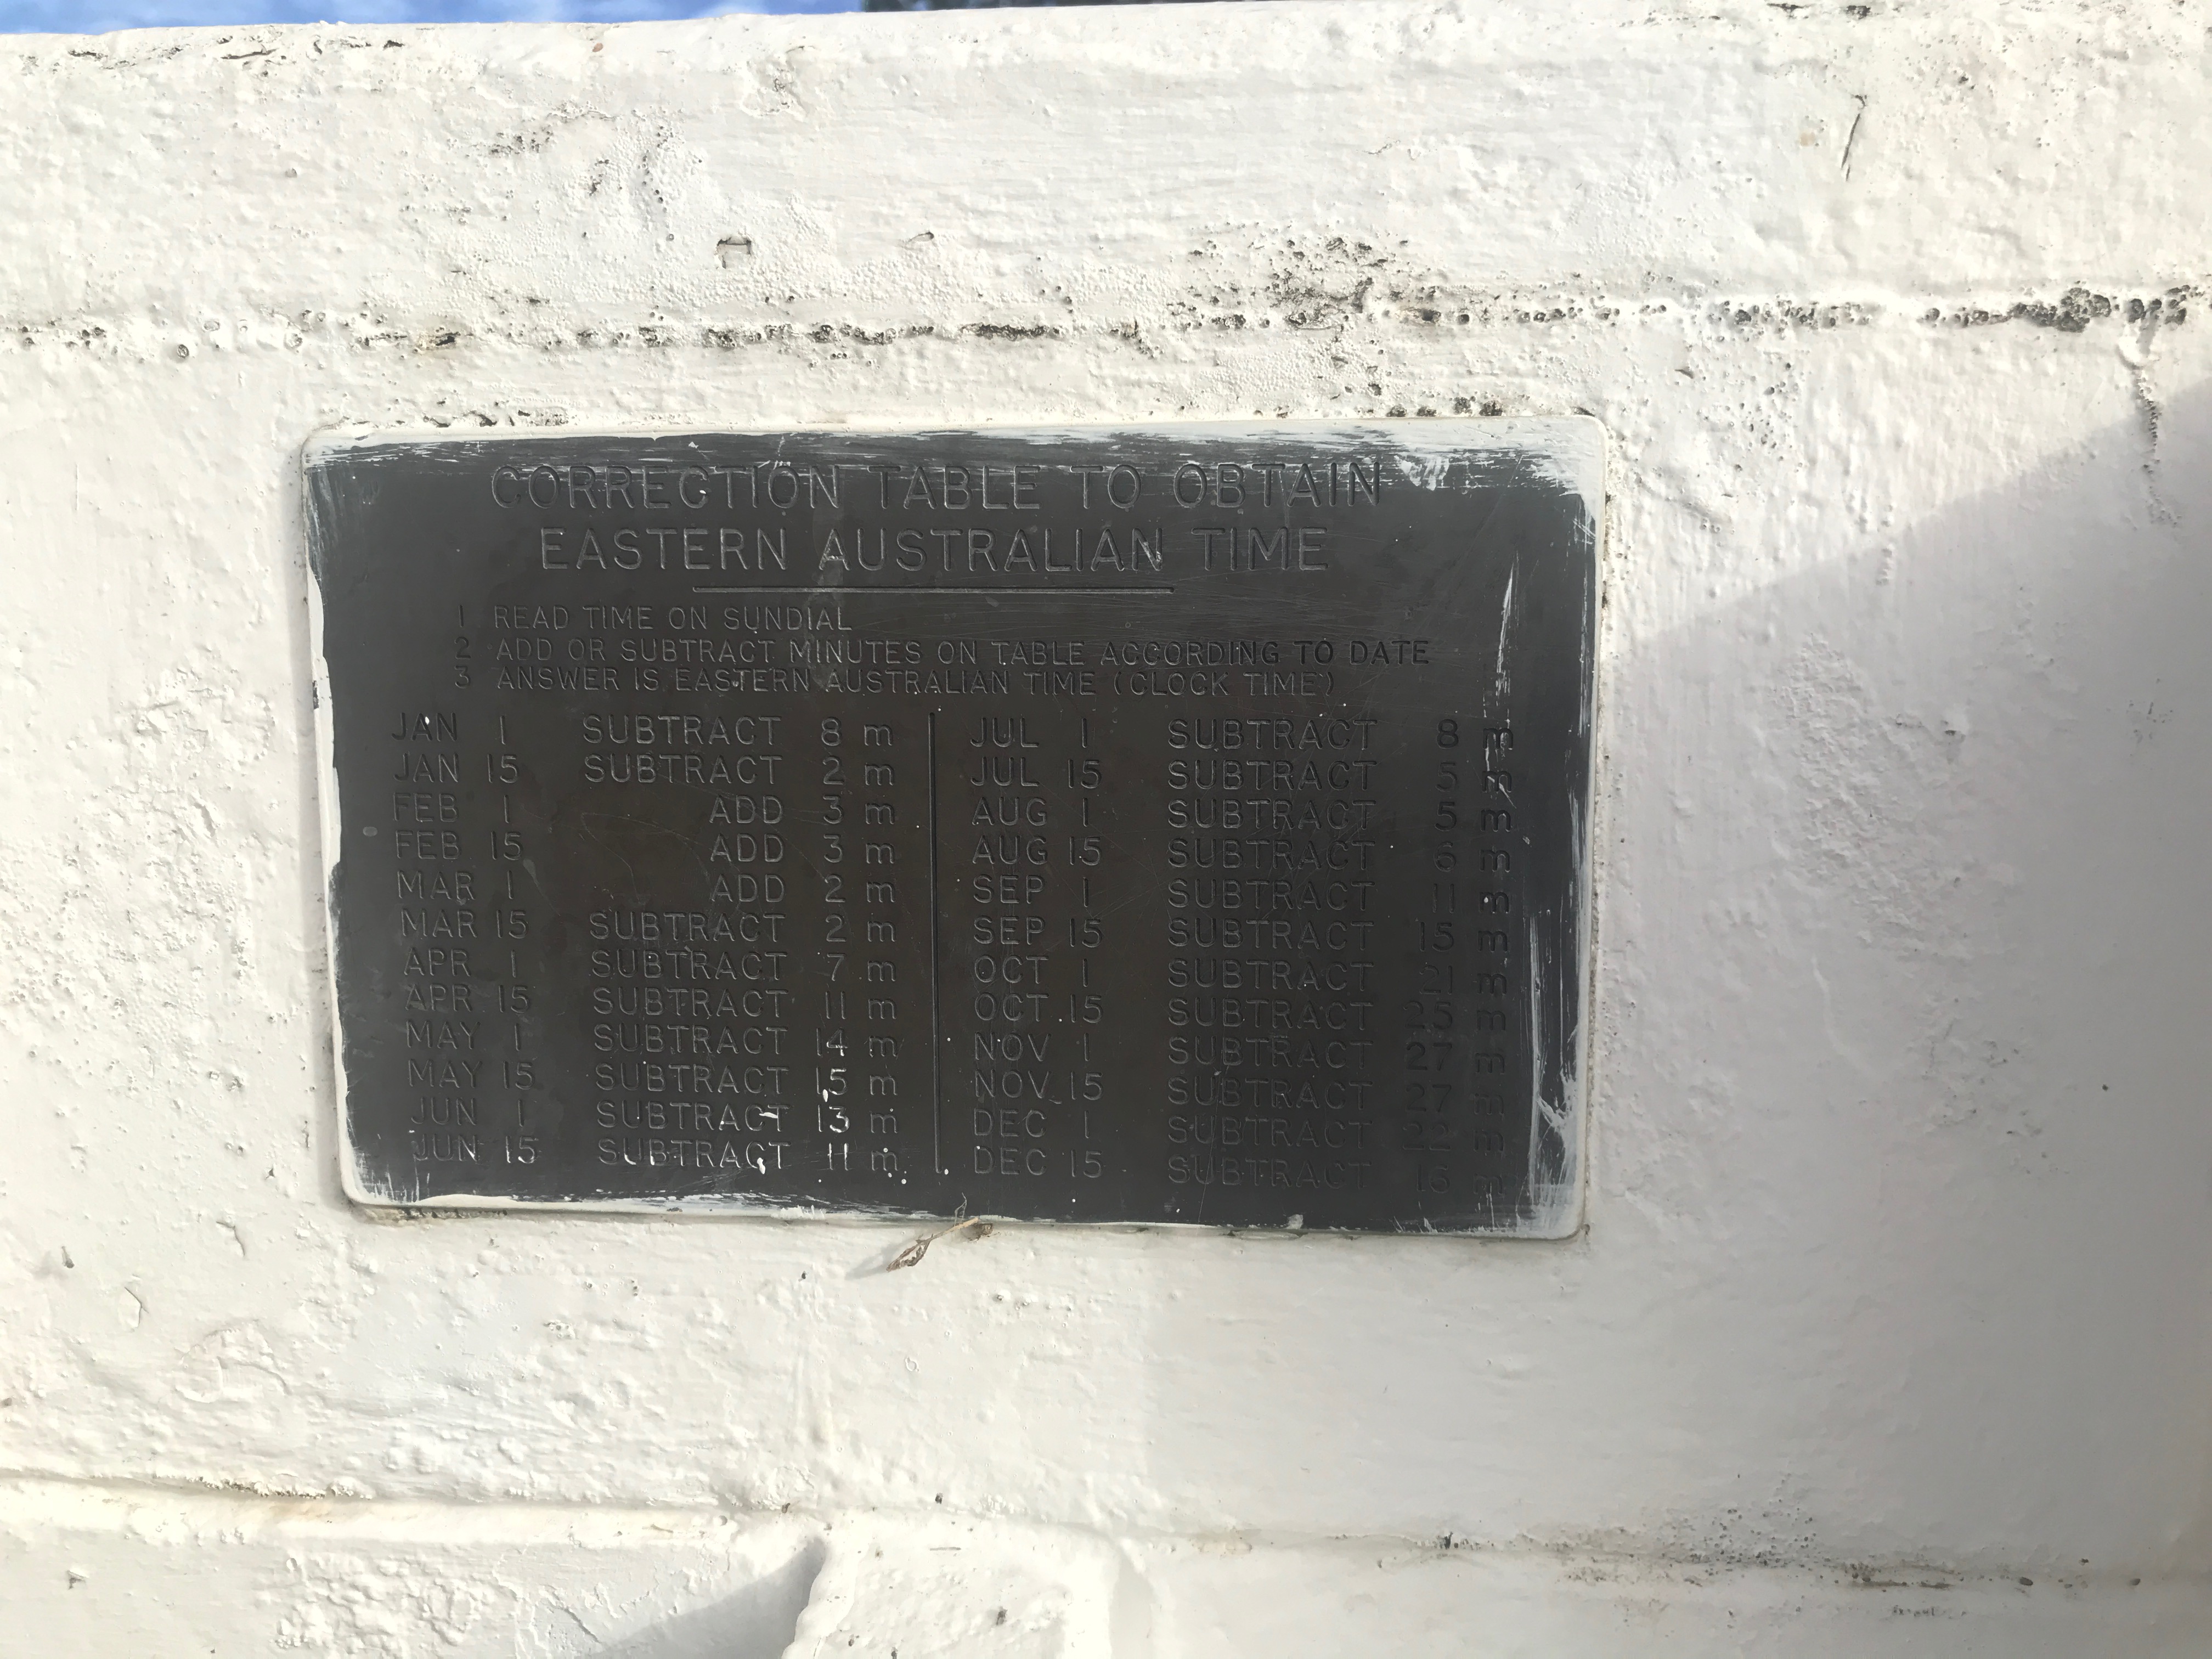 CORRECTION TABLE TO OBTAIN
EASTERN AUSTRALIAN TIME
1 READ TIME ON SUNDIAL
2 ADD OR SUBTRACT MINUTES ON TABLE ACCORDING TO DATE
3 ANSWER IS EASTERN AUSTRALIAN TIME (CLOCK TIME)
JAN 1 SUBTRACT 8 m
JAN 15 SUBTRACT 2 m
FEB 1 ADD 3 m
FEB 15 ADD 3 m
MAR 1 ADD 2 m
MAR 15 SUBTRACT 2 m
APR 1 SUBTRACT 7 m
APR 15 SUBTRACT 11 m
MAY 1 SUBTRACT 14 m
MAY 15 SUBTRACT 15 m
JUN 1 SUBTRACT 13 m
JUN 15 SUBTRACT 11 m
JUL 1 SUBTRACT 8 m
JUL 15 SUBTRACT 5 m
AUG 1 SUBTRACT 5 m
AUG 15 SUBTRACT 6 m
SEP 1 SUBTRACT 11 m
SEP 15 SUBTRACT 15 m
OCT 1 SUBTRACT 21 m
OCT 15 SUBTRACT 25 m
NOV 1 SUBTRACT 27 m
NOV 15 SUBTRACT 27 m
DEC 1 SUBTRACT 22 m
DEC 15 SUBTRACT 16 m